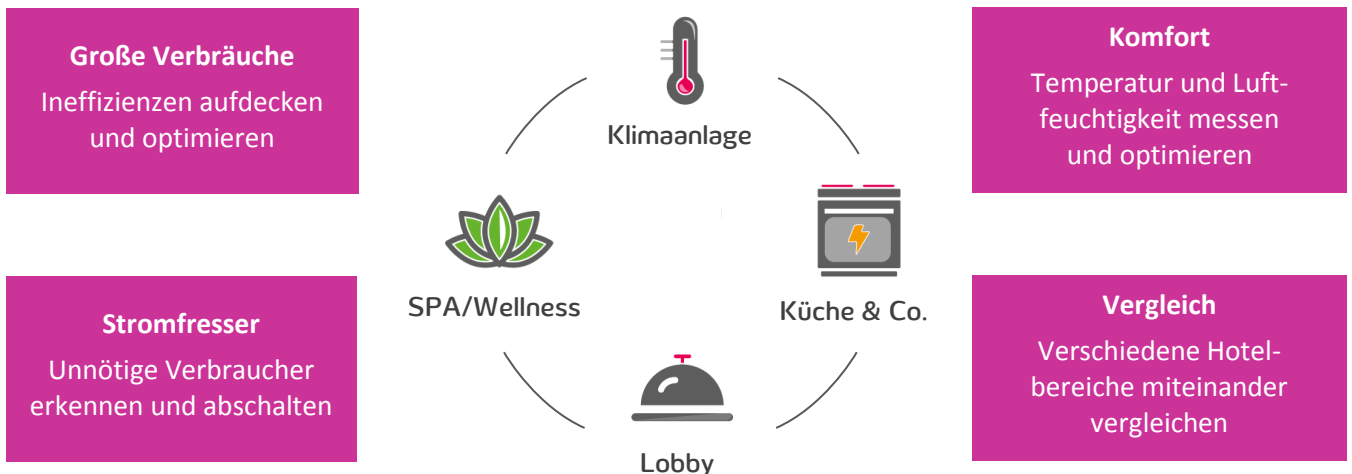 Große Verbräuche
Ineffizienzen aufdecken
und optimieren
Klimaanlage
Komfort
Temperatur und Luft-
feuchtigkeit messen
und optimieren
SPA/Wellness
Küche & Co.
Stromfresser
Unnötige Verbraucher
erkennen und abschalten
Lobby
Vergleich
Verschiedene Hotel-
bereiche miteinander
vergleichen